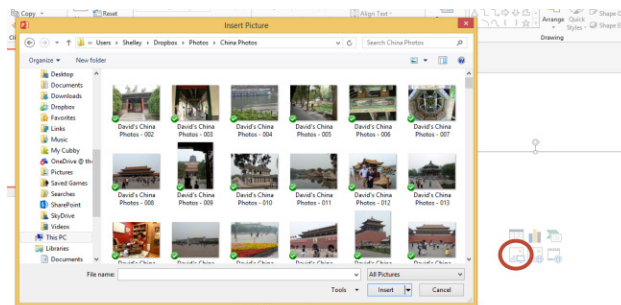 Copy
Reset
Align Text
Insert Picture
Shape
Arrange
Quick
Styles
Shape E
Drawing
« Users › Shelley › Dropbox › Photos › China Photos
Search China Photos
Organize
New folder
Desktop
Documents
Downloads
Dropbox
Favorites
Links
Music
My Cubby
OneDrive @ th
Pictures
Saved Games
Searches
SharePoint
SkyDrive
Videos
This PC
Libraries
Documents
David's China Photos - 002
David's China Photos - 003
David's China Photos - 004
David's China Photos - 005
David's China Photos - 006
David's China Photos - 007
David's China Photos - 008
David's China Photos - 009
David's China Photos - 010
David's China Photos - 011
David's China Photos - 012
David's China Photos - 013
File name:
All Pictures
Tools
Insert
Cancel